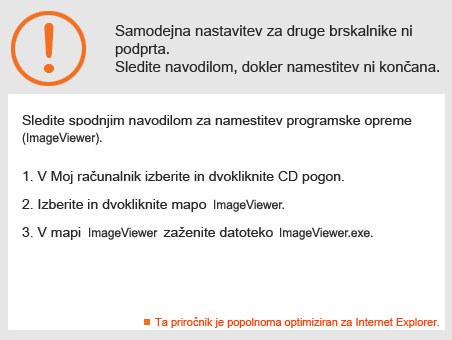 Samodejna nastavitev za druge brskalnike ni
podprta.
Sledite navodilom, dokler namestitev ni končana.
Sledite spodnjim navodilom za namestitev programske opreme
(ImageViewer).
1. V Moj računalnik izberite in dvokliknite CD pogon.
2. Izberite in dvokliknite mapo ImageViewer.
3. V mapi ImageViewer zaženite datoteko ImageViewer.exe.
Ta priročnik je popolnoma optimiziran za Internet Explorer.